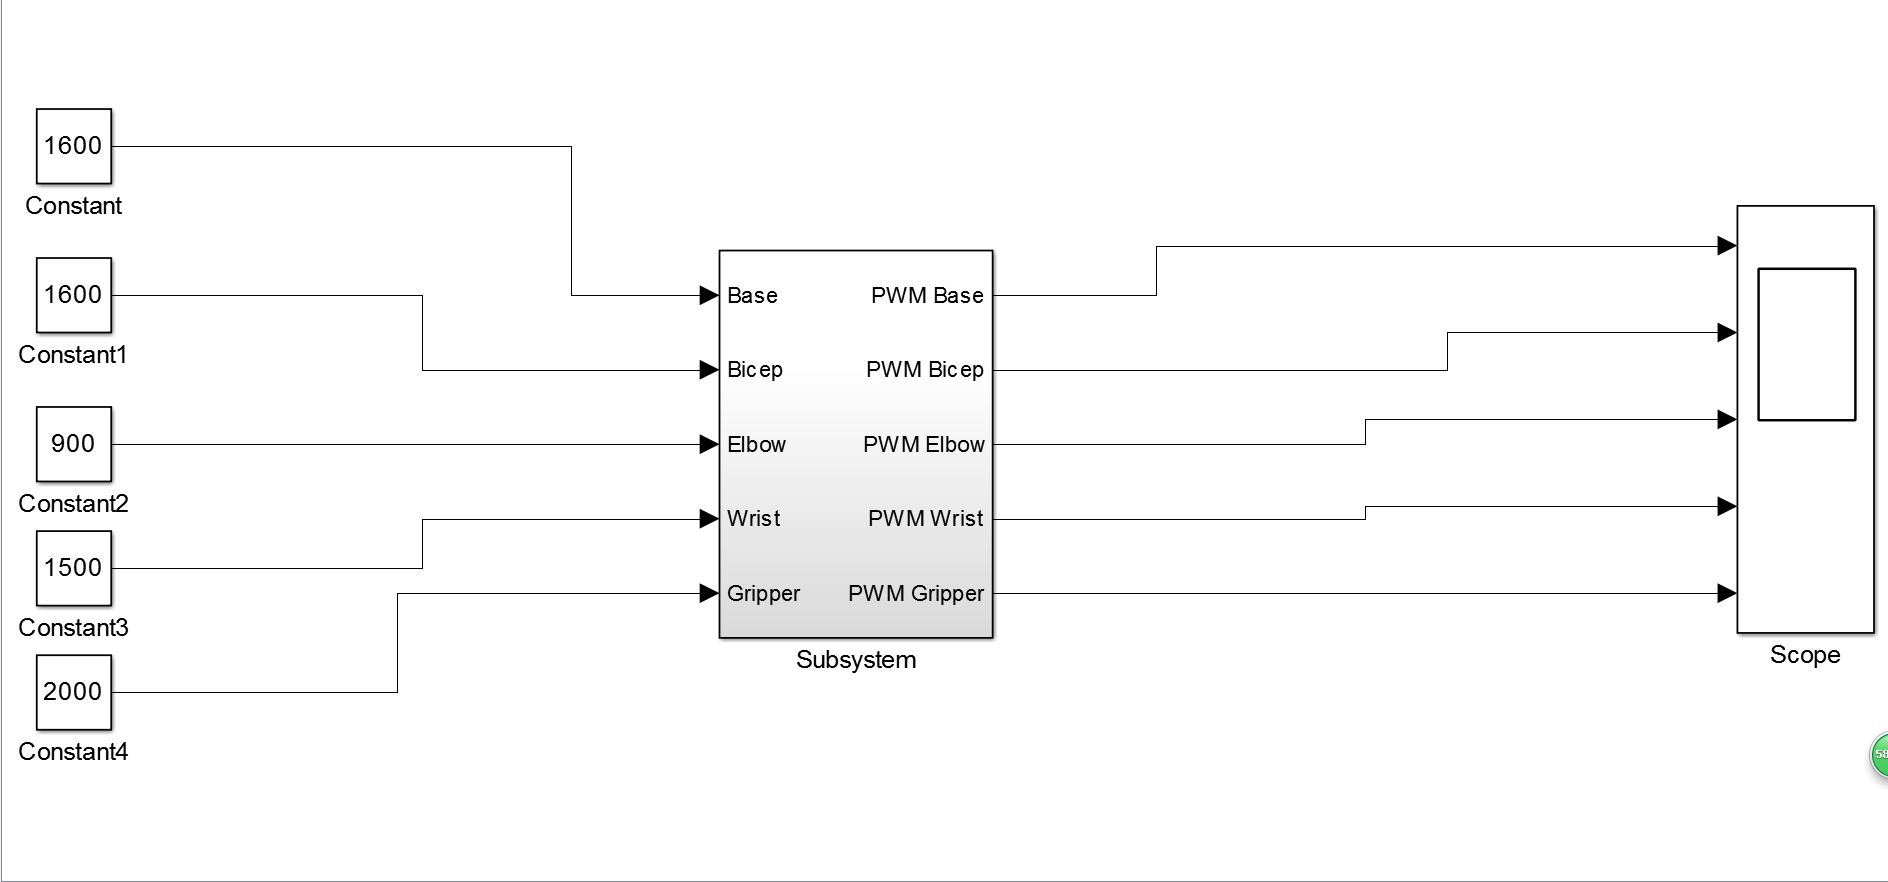 1600
Constant
1600
Constant1
900
Constant2
1500
Constant3
2000
Constant4
Base
Bicep
Elbow
Wrist
Gripper
PWM Base
PWM Bicep
PWM Elbow
PWM Wrist
PWM Gripper
Subsystem
Scope